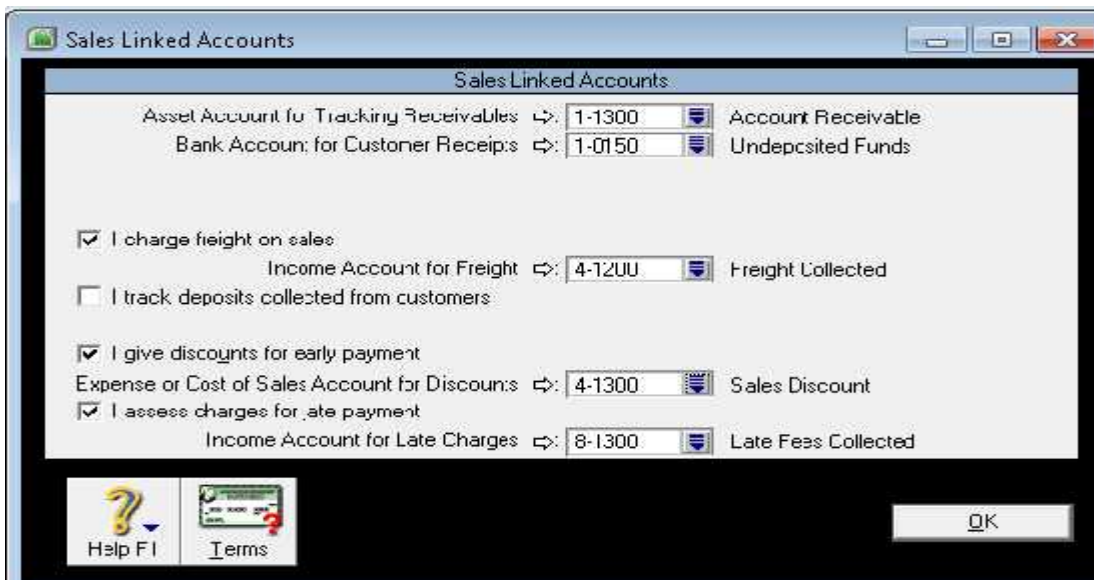 Sales Linked Accounts
Sales Linked Accounts
Asset Account for Tracking Receivables 1-1300 Account Receivable
Bank Account for Customer Receipts 1-0150 Undeposited Funds
I charge freight on sales
Income Account for Freight 4-1200 Freight Collected
I track deposits collected from customers
I give discounts for early payment
Expense or Cost of Sales Account for Discounts 4-1300 Sales Discount
I assess charges for late payment
Income Account for Late Charges 8-1300 Late Fees Collected
Help F1
Terms
OK